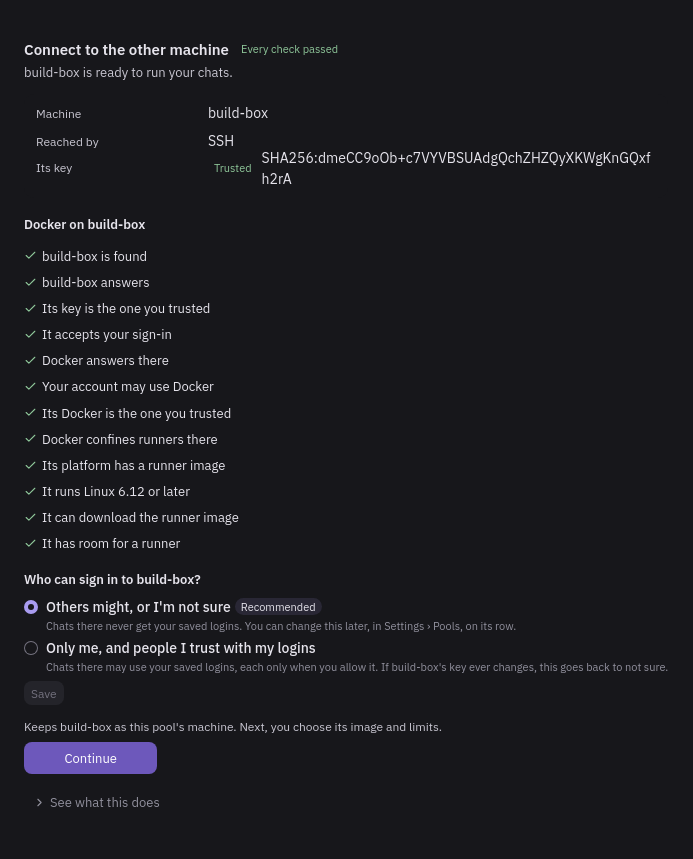 Connect to the other machine Every check passed
build-box is ready to run your chats.
Machine build-box
Reached by SSH
Its key Trusted SHA256:dmeCC9oOb+c7VYVBSUAdgQchZHZQyXKWgKnGQxf
h2rA
Docker on build-box
build-box is found
build-box answers
Its key is the one you trusted
It accepts your sign-in
Docker answers there
Your account may use Docker
Its Docker is the one you trusted
Docker confines runners there
Its platform has a runner image
It runs Linux 6.12 or later
It can download the runner image
It has room for a runner
Who can sign in to build-box?
Others might, or I'm not sure Recommended
Chats there never get your saved logins. You can change this later, in Settings › Pools, on its row.
Only me, and people I trust with my logins
Chats there may use your saved logins, each only when you allow it. If build-box's key ever changes, this goes back to not sure.
Save
Keeps build-box as this pool's machine. Next, you choose its image and limits.
Continue
See what this does